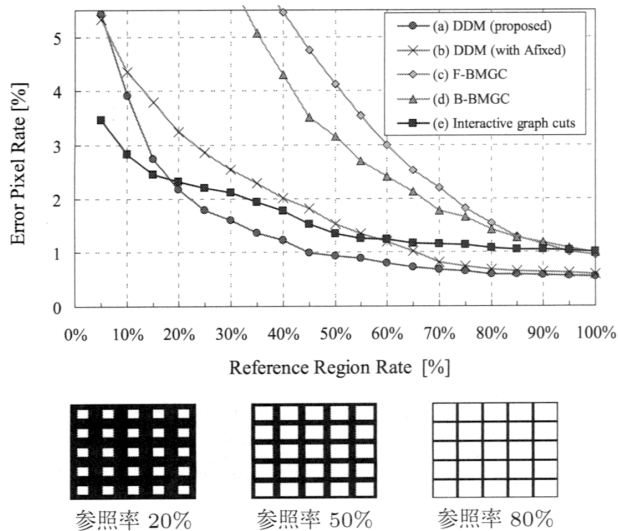 Error Pixel Rate [%]
5
4
3
2
1
0
(a) DDM (proposed)
(b) DDM (with Afixed)
(c) F-BMGC
(d) B-BMGC
(e) Interactive graph cuts
0% 10% 20% 30% 40% 50% 60% 70% 80% 90% 100%
Reference Region Rate [%]
参照率 20% 参照率 50% 参照率 80%